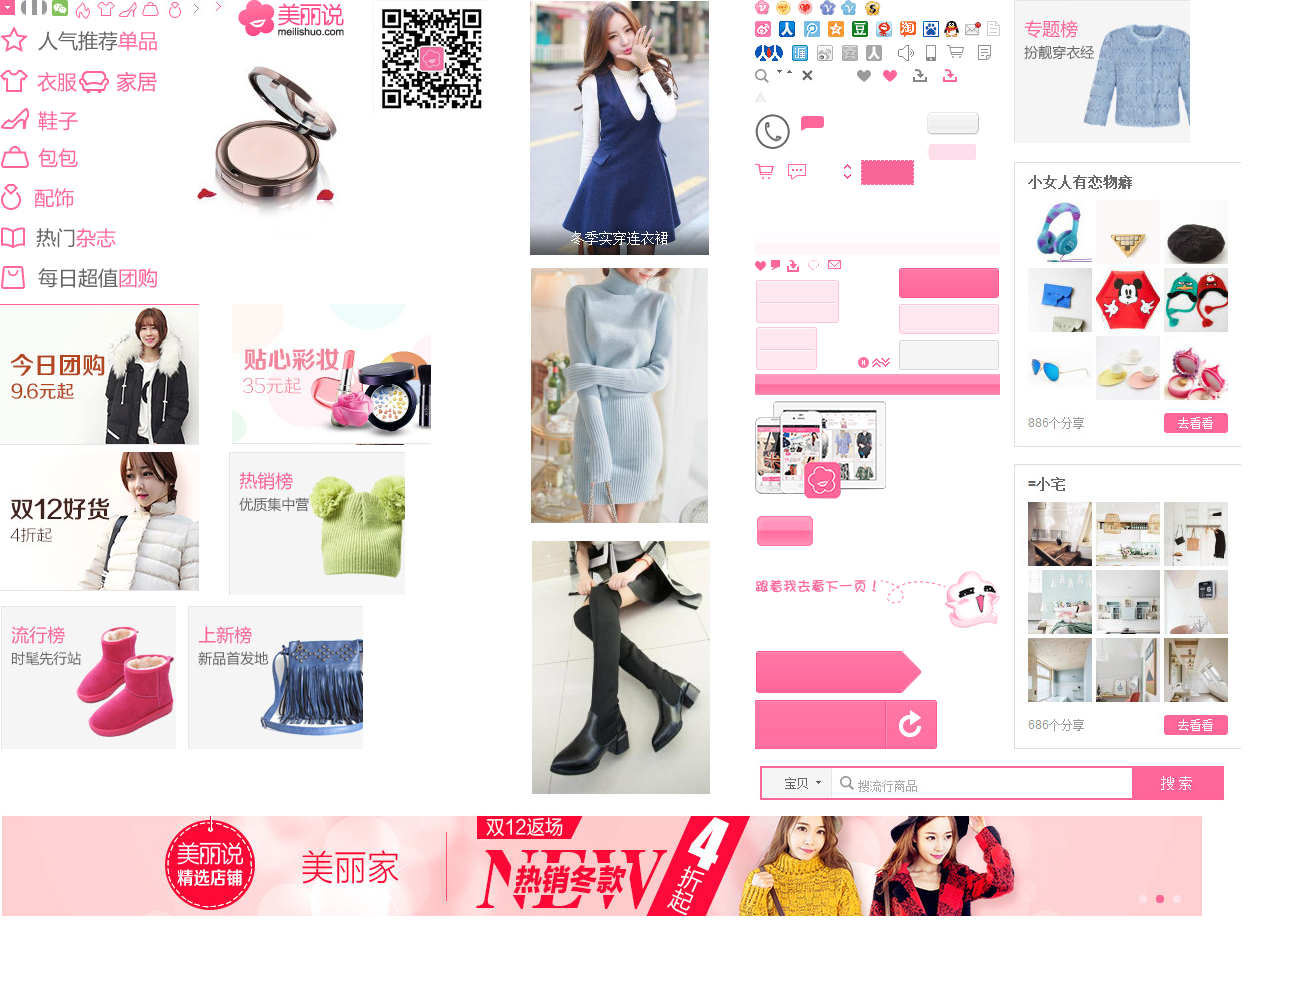 美丽说
meilishuo.com
人气推荐单品
衣服 家居
鞋子
包包
配饰
热门杂志
每日超值团购
今日团购
9.6元起
贴心彩妆
35元起
双12好货
4折起
热销榜
优质集中营
流行榜
时髦先行站
上新榜
新品首发地
冬季实穿连衣裙
跟着我去看下一页！
专题榜
扮靓穿衣经
小女人有恋物癖
886个分享
去看看
=小宅
686个分享
去看看
宝贝
搜流行商品
搜索
美丽说
精选店铺
美丽家
双12返场
NEW
热销冬款
4折起